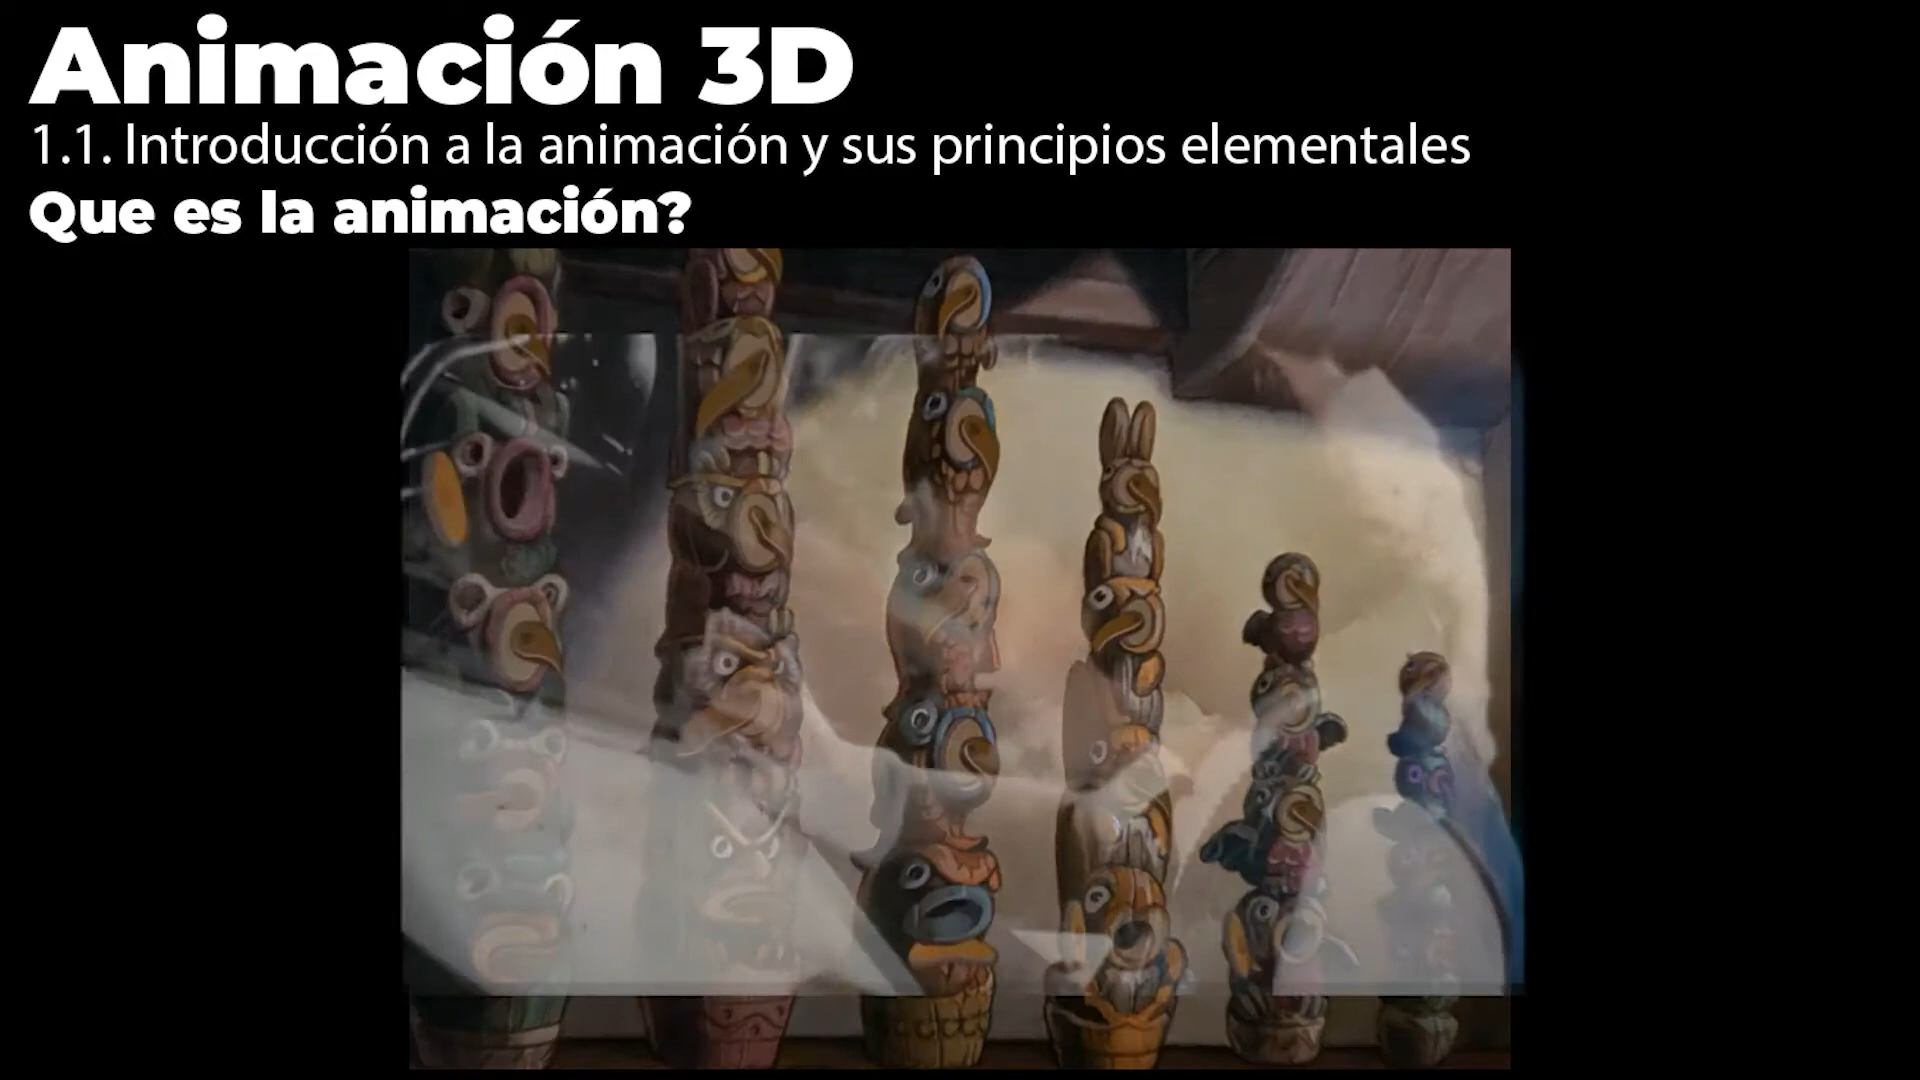 Animación 3D
1.1. Introducción a la animación y sus principios elementales
Que es la animación?